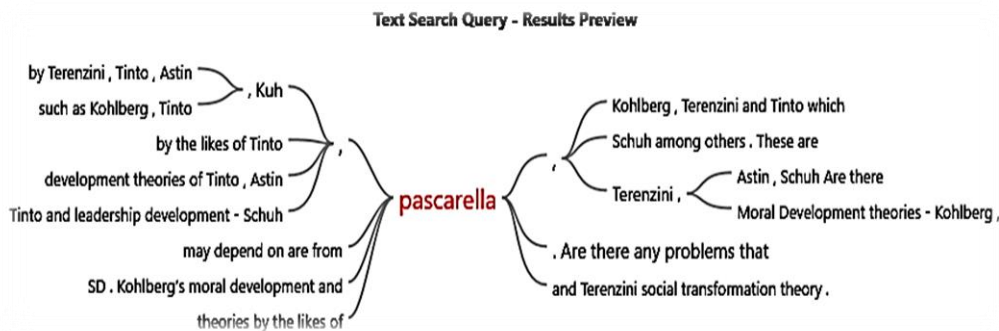 Text Search Query - Results Preview
by Terenzini , Tinto , Astin
such as Kohlberg , Tinto
, Kuh
by the likes of Tinto
development theories of Tinto , Astin
Tinto and leadership development - Schuh
,
may depend on are from
SD . Kohlberg's moral development and
theories by the likes of
pascarella
,
Kohlberg , Terenzini and Tinto which
Schuh among others . These are
Terenzini ,
Astin , Schuh Are there
Moral Development theories - Kohlberg ,
. Are there any problems that
and Terenzini social transformation theory .